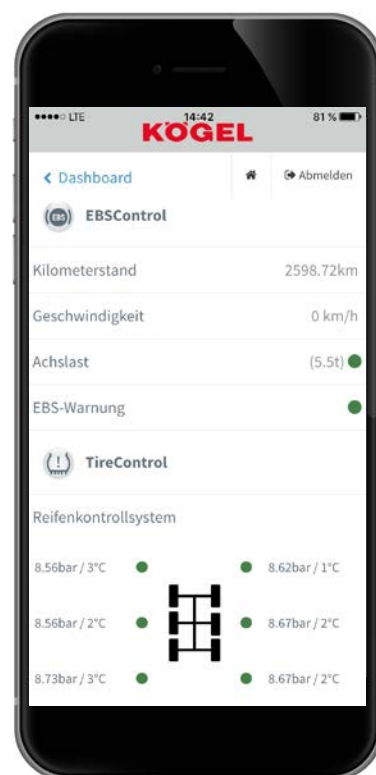 LTE 14:42 81 %
KÖGEL
Dashboard Abmelden
EBS EBSControl
Kilometerstand 2598.72km
Geschwindigkeit 0 km/h
Achslast (5.5t)
EBS-Warnung
(!) TireControl
Reifenkontrollsystem
8.56bar / 3°C 8.62bar / 1°C
8.56bar / 2°C 8.67bar / 2°C
8.73bar / 3°C 8.67bar / 2°C